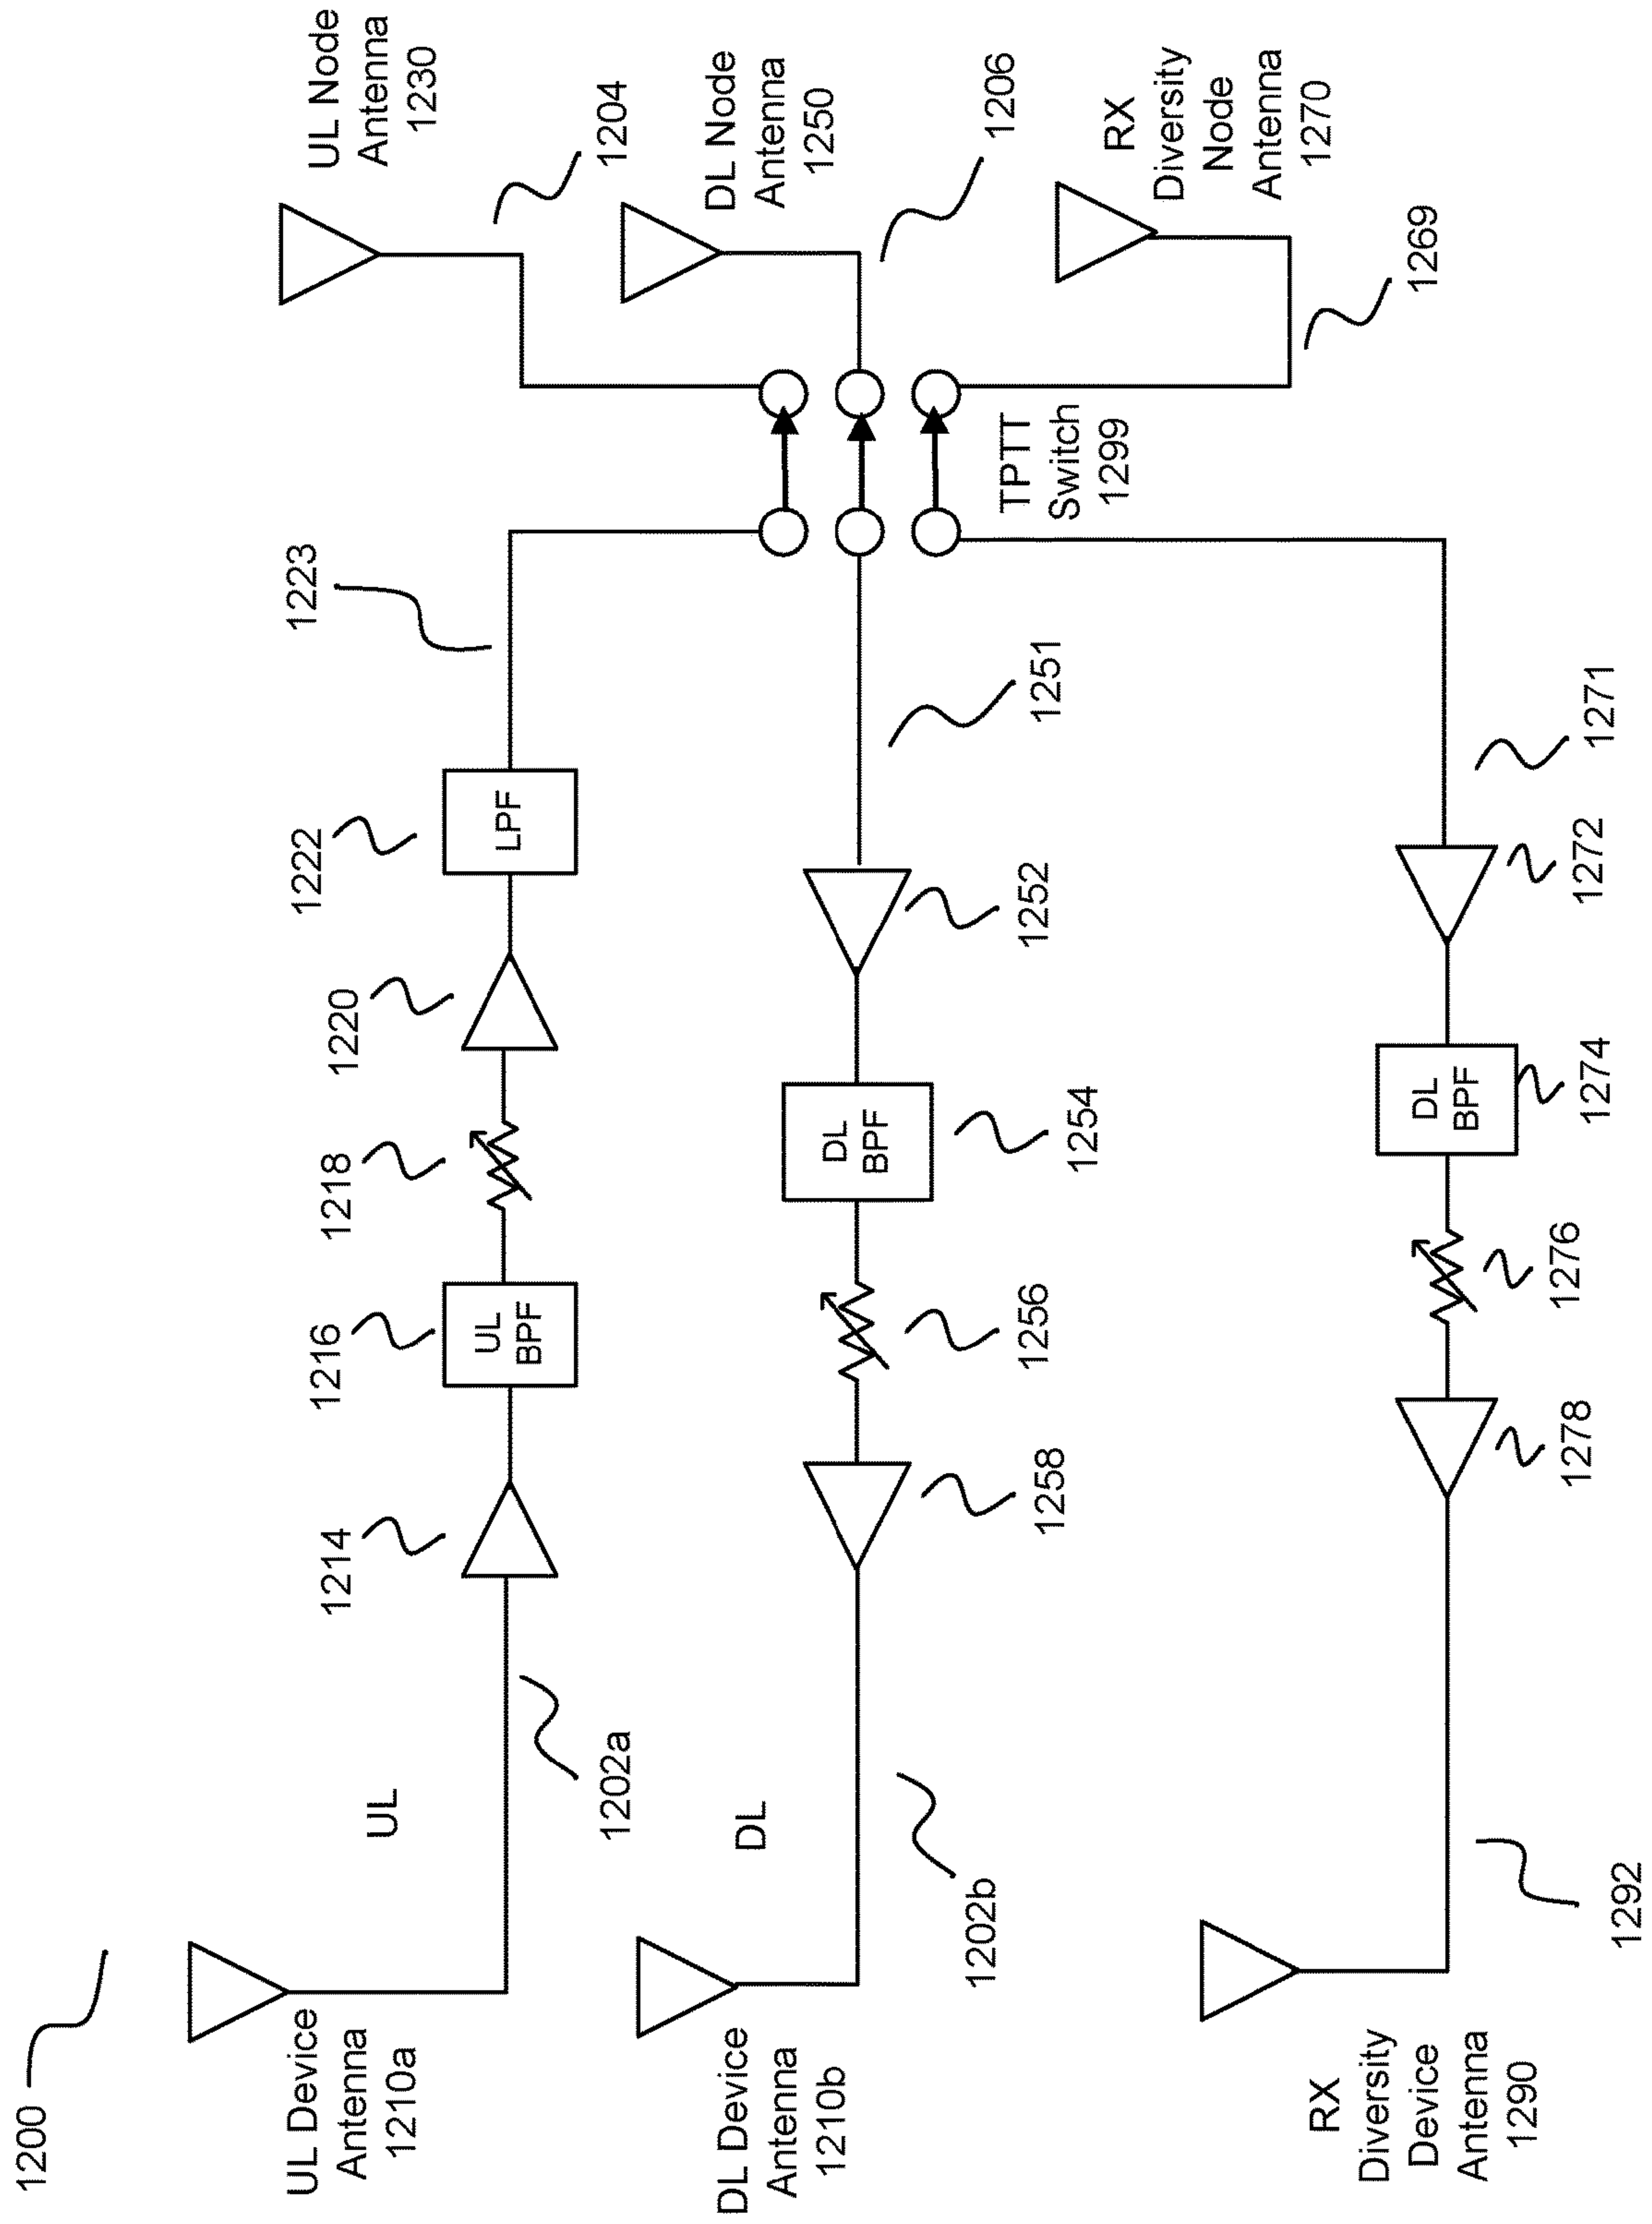 1200
UL Device
Antenna
1210a
UL
1202a
1214
1216
UL
BPF
1218
1220
1222
LPF
1223
UL Node
Antenna
1230
1204
DL Device
Antenna
1210b
DL
1202b
1258
1256
DL
BPF
1254
1252
1251
DL Node
Antenna
1250
1206
TPTT
Switch
1299
RX
Diversity
Node
Antenna
1270
1269
RX
Diversity
Device
Antenna
1290
1292
1278
1276
DL
BPF
1274
1272
1271